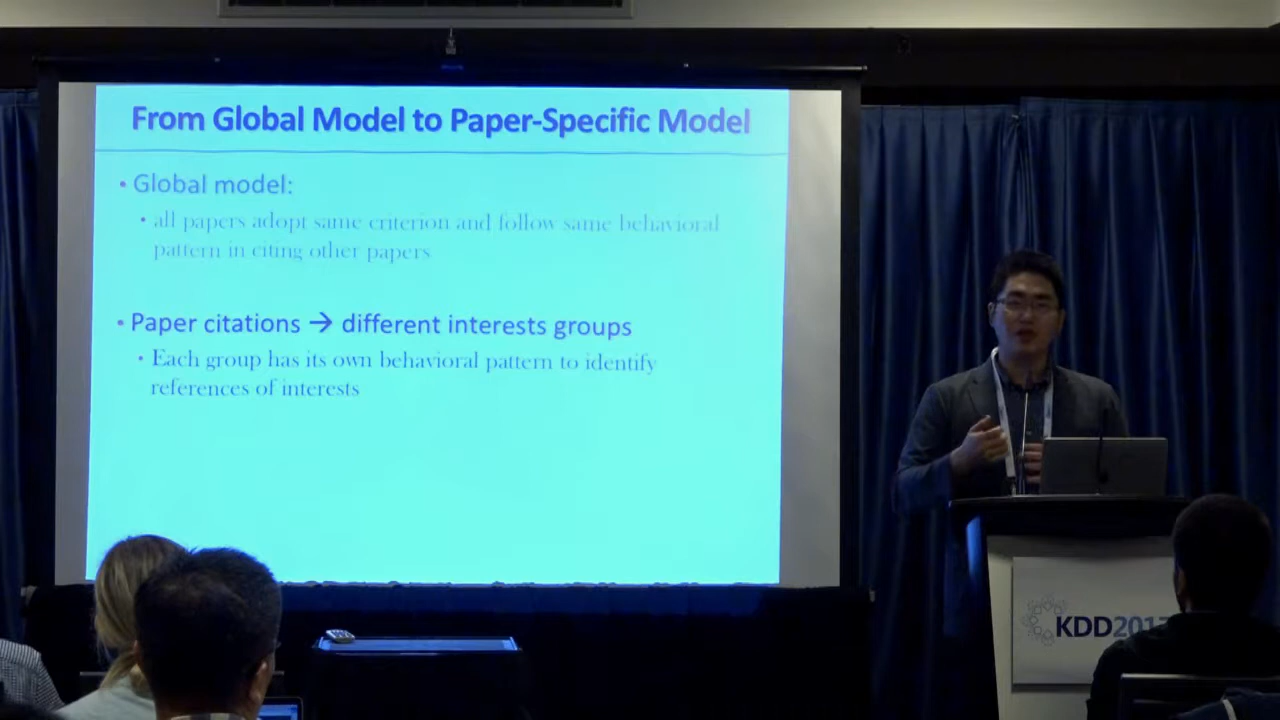 From Global Model to Paper-Specific Model
• Global model:
• all papers adopt same criterion and follow same behavioral
pattern in citing other papers
• Paper citations → different interests groups
• Each group has its own behavioral pattern to identify
references of interests
KDD2017